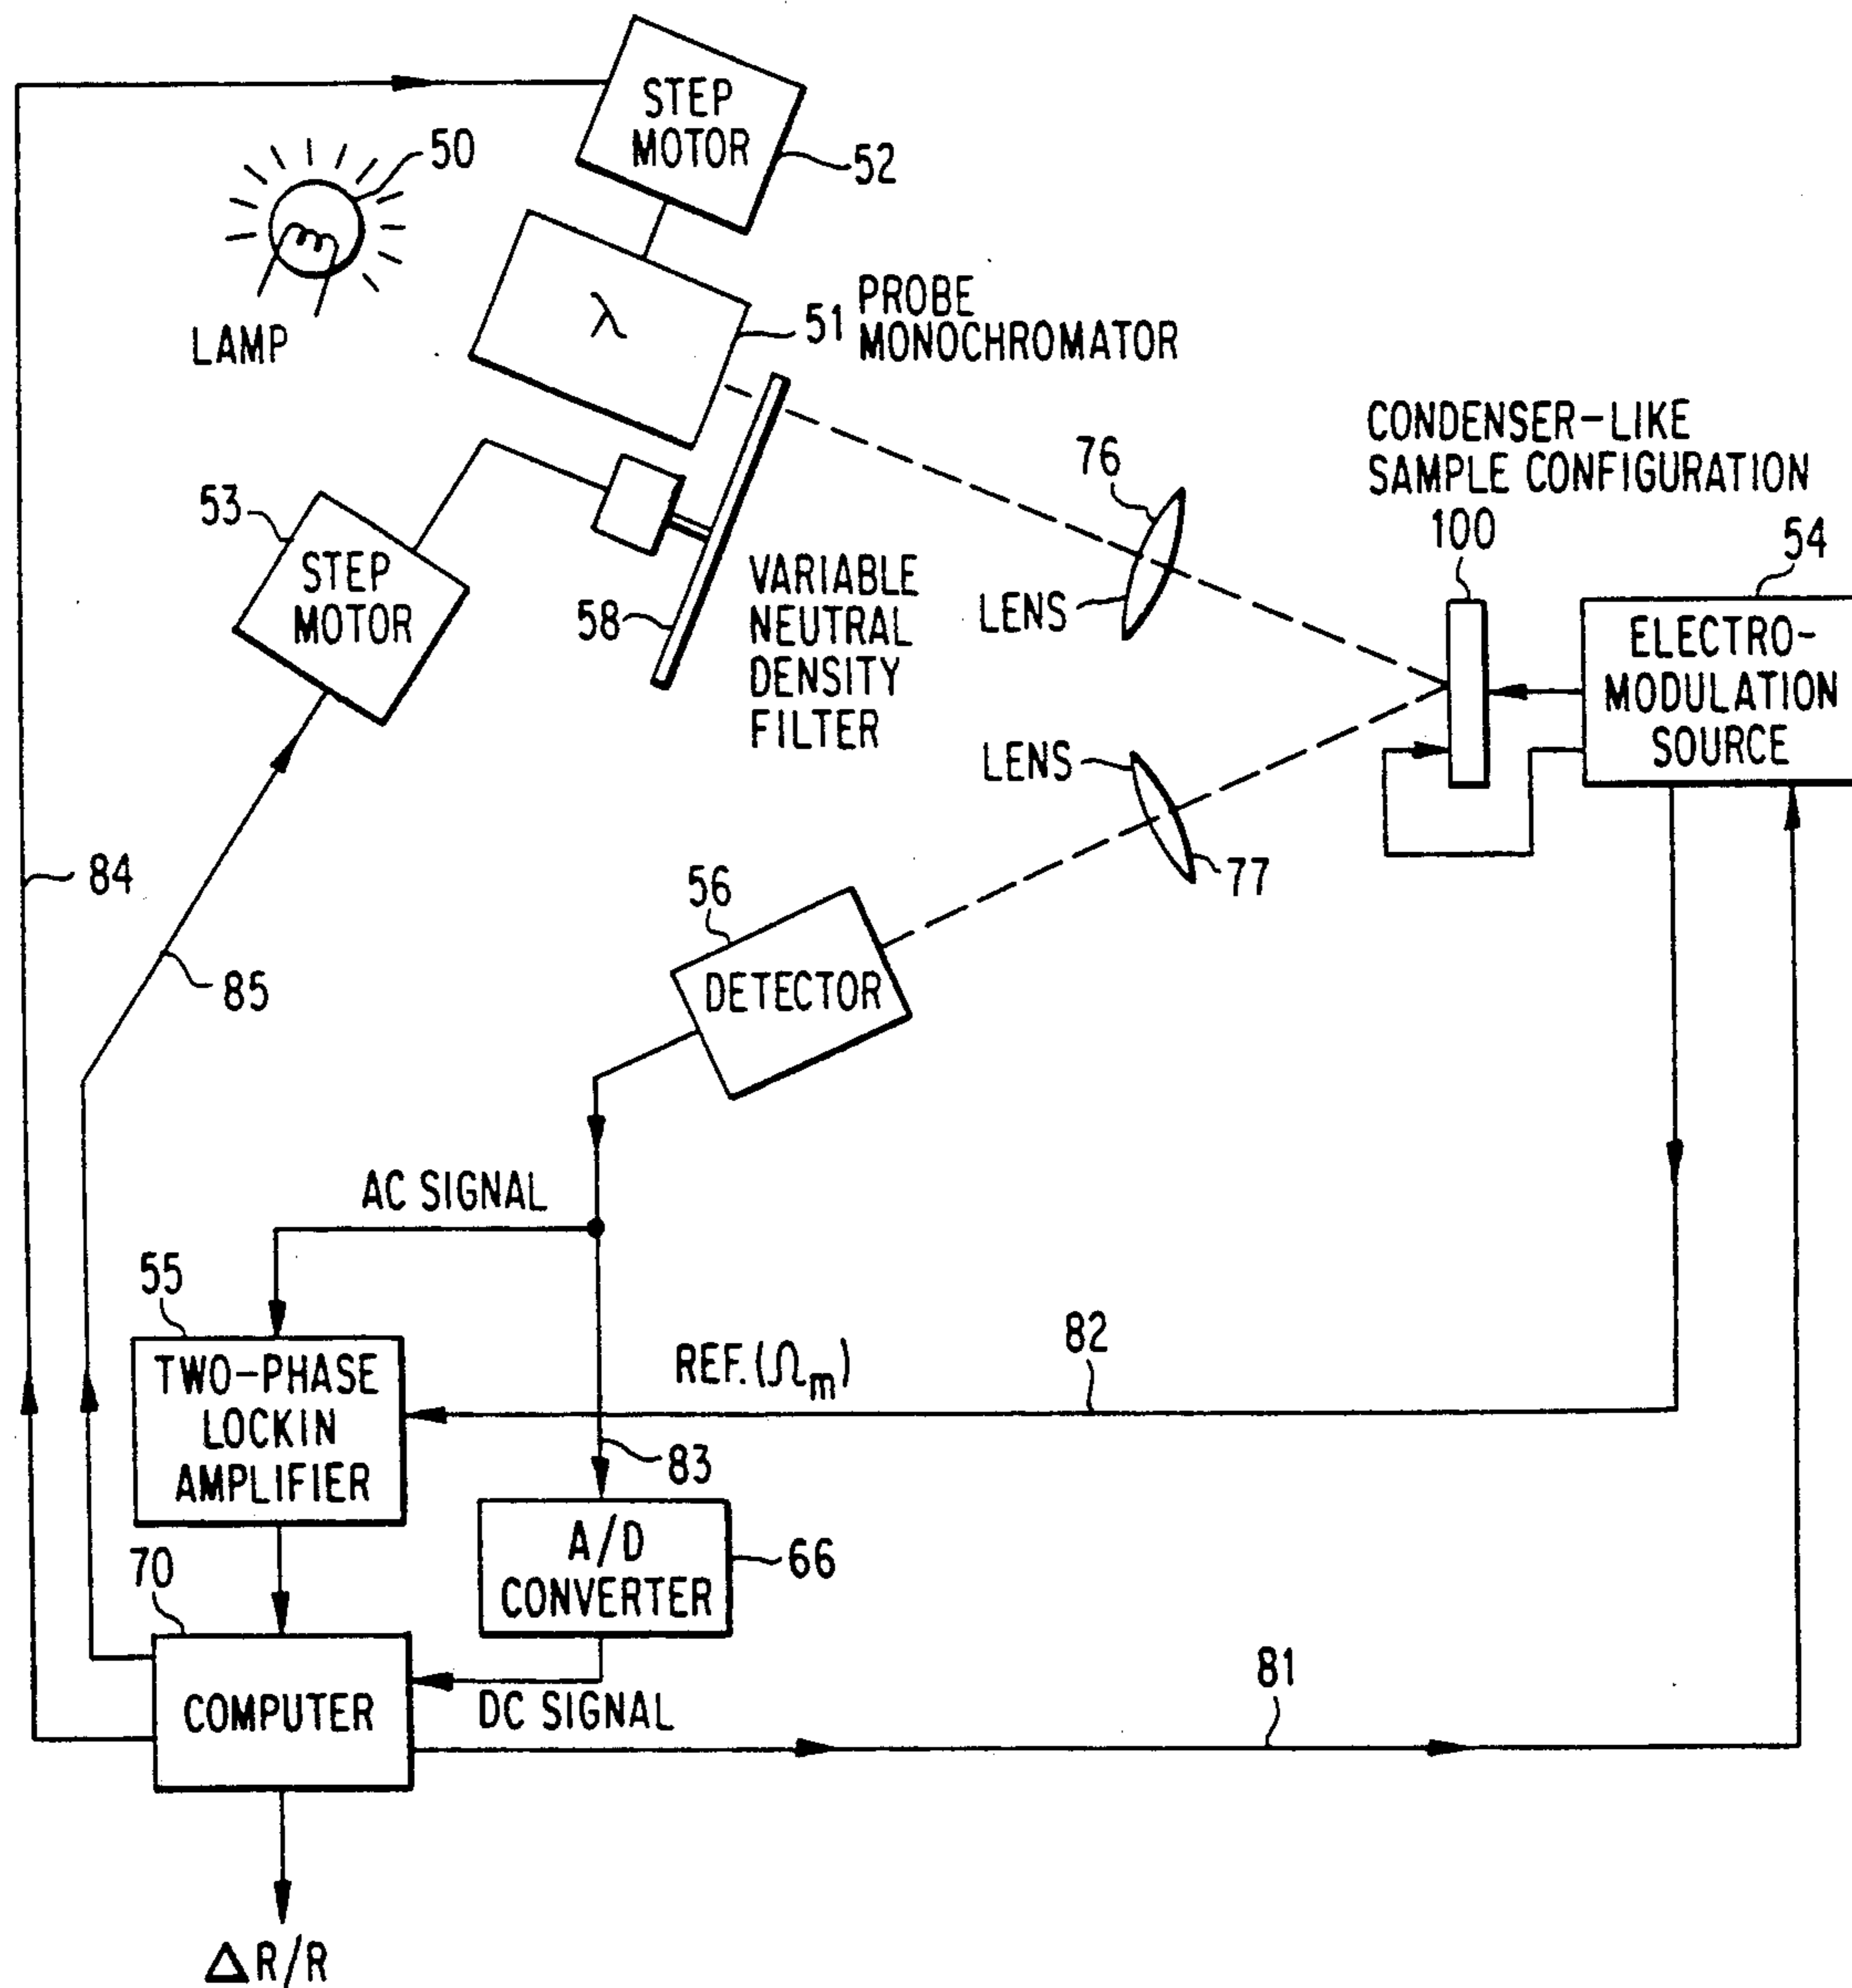 STEP
MOTOR
52
50
LAMP
λ
51
PROBE
MONOCHROMATOR
53
STEP
MOTOR
58
VARIABLE
NEUTRAL
DENSITY
FILTER
76
LENS
CONDENSER-LIKE
SAMPLE CONFIGURATION
100
54
ELECTRO-
MODULATION
SOURCE
LENS
77
84
85
56
DETECTOR
AC SIGNAL
55
TWO-PHASE
LOCKIN
AMPLIFIER
REF. (Ωm)
82
83
A/D
CONVERTER
66
70
COMPUTER
DC SIGNAL
81
ΔR/R